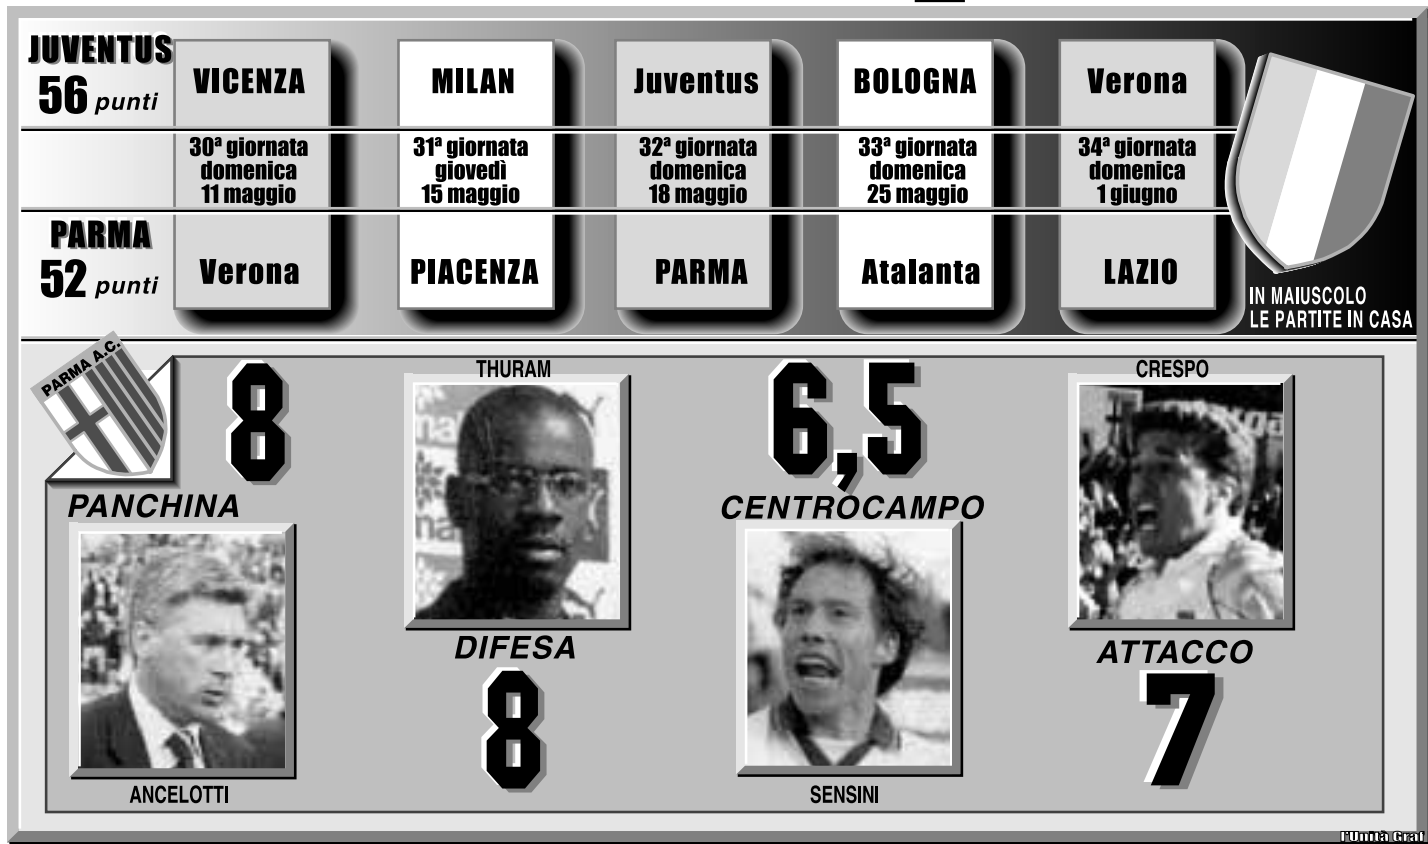 JUVENTUS
56 punti
VICENZA
MILAN
Juventus
BOLOGNA
Verona
30ª giornata
domenica
11 maggio
31ª giornata
giovedì
15 maggio
32ª giornata
domenica
18 maggio
33ª giornata
domenica
25 maggio
34ª giornata
domenica
1 giugno
PARMA
52 punti
Verona
PIACENZA
PARMA
Atalanta
LAZIO
IN MAIUSCOLO
LE PARTITE IN CASA
PARMA A.C.
8
PANCHINA
ANCELOTTI
THURAM
DIFESA
8
6,5
CENTROCAMPO
SENSINI
CRESPO
ATTACCO
7
l'Unità Graf